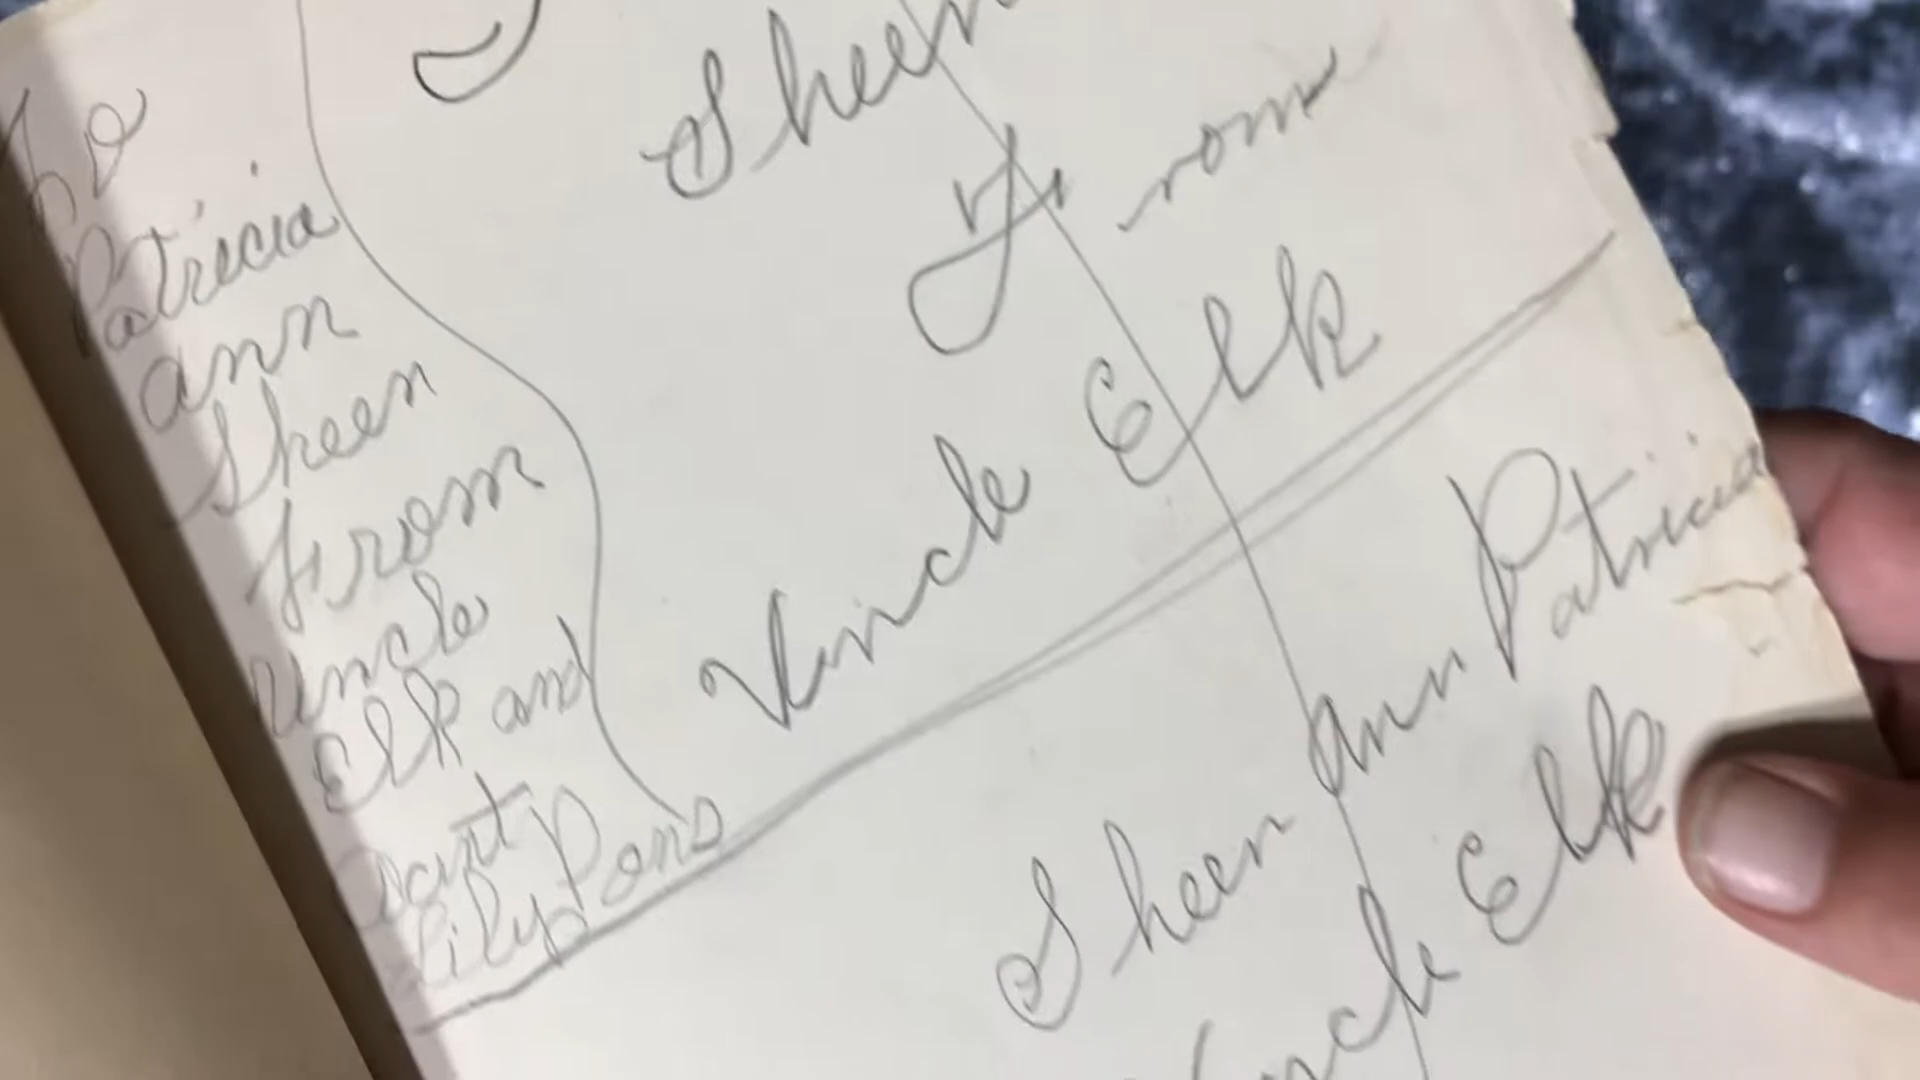 To
Patricia
ann
Sheen
From
Uncle
Elk and
aunt
Lily Pons
Sheen
From
Uncle Elk
Sheen Ann Patricia
Uncle Elk